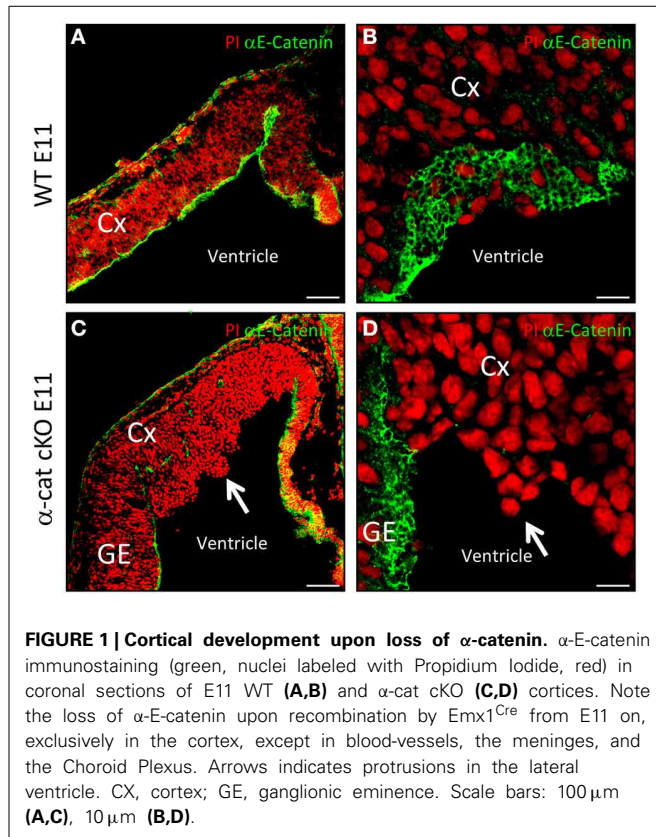 A
PI αE-Catenin
WT E11
Cx
Ventricle
B
PI αE-Catenin
Cx
Ventricle
C
PI αE-Catenin
α-cat cKO E11
Cx
GE
Ventricle
D
PI αE-Catenin
Cx
GE
Ventricle
FIGURE 1 | Cortical development upon loss of α-catenin. α-E-catenin
immunostaining (green, nuclei labeled with Propidium Iodide, red) in
coronal sections of E11 WT (A,B) and α-cat cKO (C,D) cortices. Note
the loss of α-E-catenin upon recombination by Emx1Cre from E11 on,
exclusively in the cortex, except in blood-vessels, the meninges, and
the Choroid Plexus. Arrows indicates protrusions in the lateral
ventricle. CX, cortex; GE, ganglionic eminence. Scale bars: 100 μm
(A,C), 10 μm (B,D).